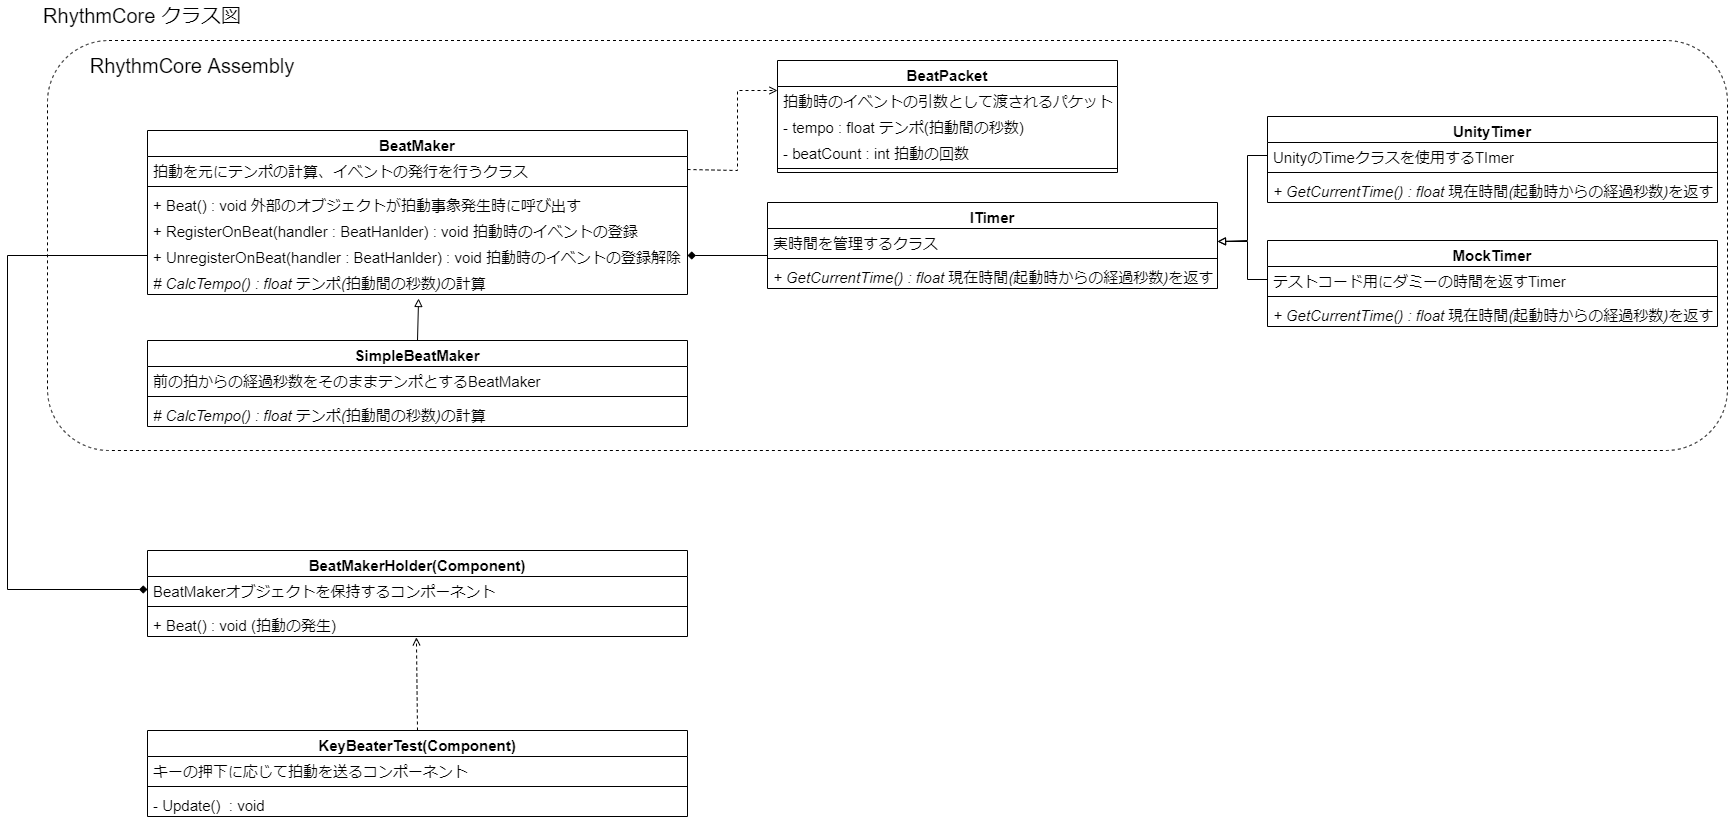 RhythmCore クラス図
RhythmCore Assembly
BeatPacket
拍動時のイベントの引数として渡されるパケット
- tempo : float テンポ(拍動間の秒数)
- beatCount : int 拍動の回数
BeatMaker
拍動を元にテンポの計算、イベントの発行を行うクラス
+ Beat() : void 外部のオブジェクトが拍動事象発生時に呼び出す
+ RegisterOnBeat(handler : BeatHanlder) : void 拍動時のイベントの登録
+ UnregisterOnBeat(handler : BeatHanlder) : void 拍動時のイベントの登録解除
# CalcTempo() : float テンポ(拍動間の秒数)の計算
ITimer
実時間を管理するクラス
+ GetCurrentTime() : float 現在時間(起動時からの経過秒数)を返す
UnityTimer
UnityのTimeクラスを使用するTImer
+ GetCurrentTime() : float 現在時間(起動時からの経過秒数)を返す
MockTimer
テストコード用にダミーの時間を返すTimer
+ GetCurrentTime() : float 現在時間(起動時からの経過秒数)を返す
SimpleBeatMaker
前の拍からの経過秒数をそのままテンポとするBeatMaker
# CalcTempo() : float テンポ(拍動間の秒数)の計算
BeatMakerHolder(Component)
BeatMakerオブジェクトを保持するコンポーネント
+ Beat() : void (拍動の発生)
KeyBeaterTest(Component)
キーの押下に応じて拍動を送るコンポーネント
- Update() : void